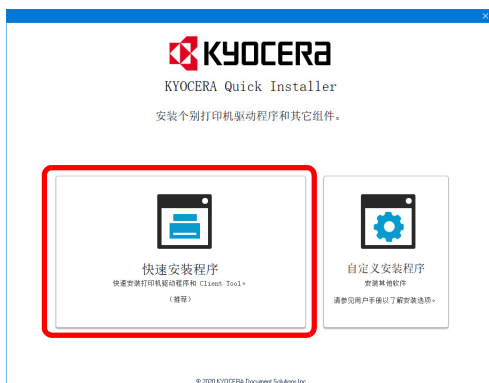 KYOCERA
KYOCERA Quick Installer
安装个别打印机驱动程序和其它组件。
快速安装程序
快速安装打印机驱动程序和 Client Tool。
(推荐)
自定义安装程序
安装其他软件
请参见用户手册以了解安装选项。
© 2020 KYOCERA Document Solutions Inc.